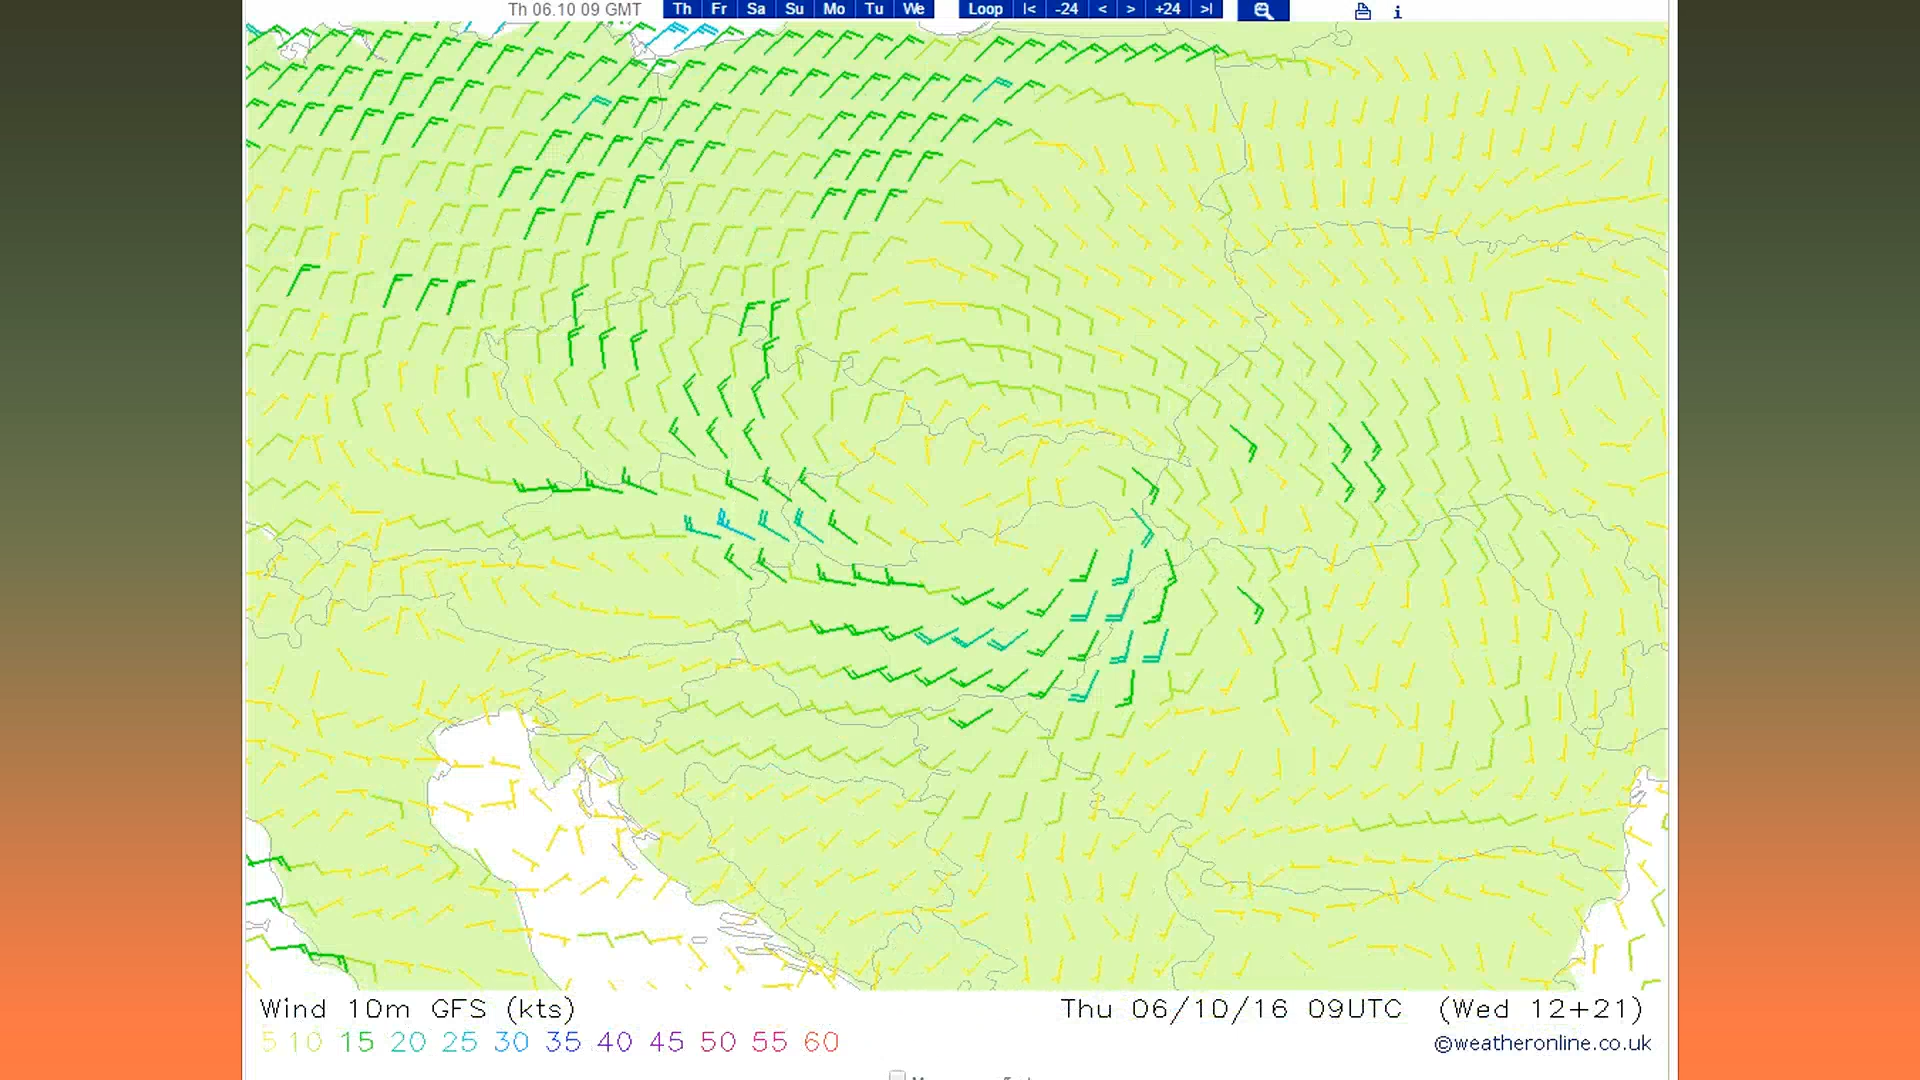 Th 06.10 09 GMT Th Fr Sa Su Mo Tu We Loop |< -24 < > +24 >|
Wind 10m GFS (kts) Thu 06/10/16 09UTC (Wed 12+21)
5 10 15 20 25 30 35 40 45 50 55 60
©weatheronline.co.uk